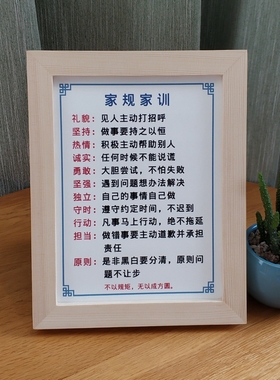 家规家训
礼貌：见人主动打招呼
坚持：做事要持之以恒
热情：积极主动帮助别人
诚实：任何时候不能说谎
勇敢：大胆尝试，不怕失败
坚强：遇到问题想办法解决
独立：自己的事情自己做
守时：遵守约定时间，不迟到
行动：凡事马上行动，绝不拖延
担当：做错事要主动道歉并承担
责任
原则：是非黑白要分清，原则问
题不让步
不以规矩，无以成方圆。